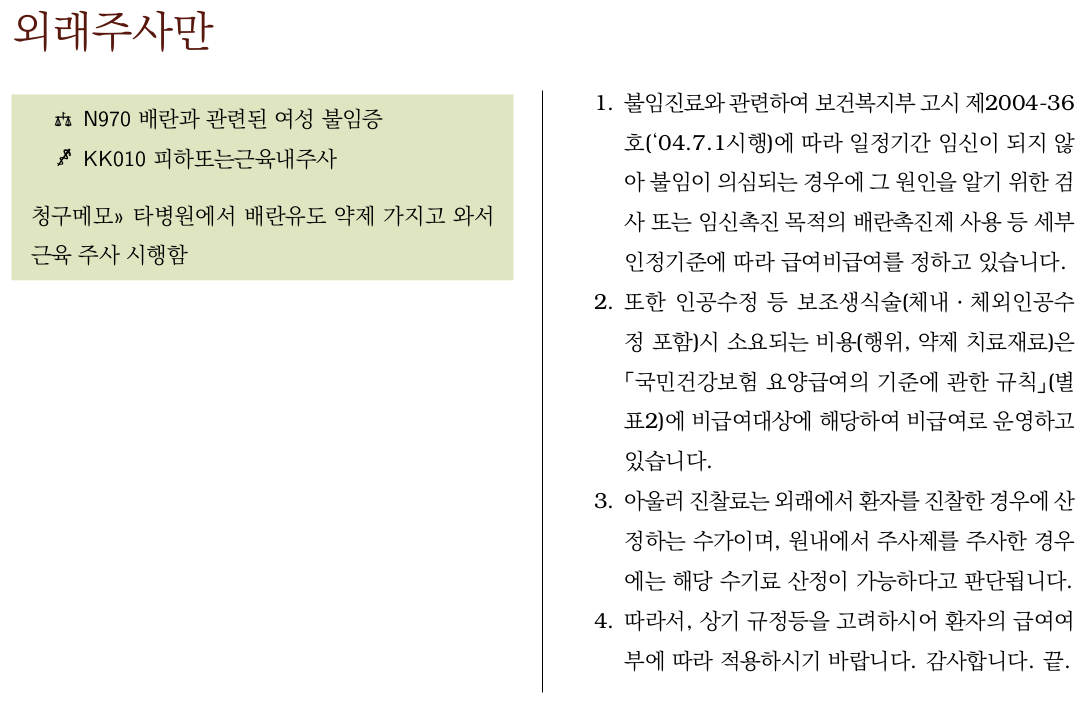 외래주사만
N970 배란과 관련된 여성 불임증
KK010 피하또는근육내주사
청구메모» 타병원에서 배란유도 약제 가지고 와서
근육 주사 시행함
1. 불임진료와 관련하여 보건복지부 고시 제2004-36
호(‘04.7.1시행)에 따라 일정기간 임신이 되지 않
아 불임이 의심되는 경우에 그 원인을 알기 위한 검
사 또는 임신촉진 목적의 배란촉진제 사용 등 세부
인정기준에 따라 급여비급여를 정하고 있습니다.
2. 또한 인공수정 등 보조생식술(체내 · 체외인공수
정 포함)시 소요되는 비용(행위, 약제 치료재료)은
「국민건강보험 요양급여의 기준에 관한 규칙」(별
표2)에 비급여대상에 해당하여 비급여로 운영하고
있습니다.
3. 아울러 진찰료는 외래에서 환자를 진찰한 경우에 산
정하는 수가이며, 원내에서 주사제를 주사한 경우
에는 해당 수기료 산정이 가능하다고 판단됩니다.
4. 따라서, 상기 규정등을 고려하시어 환자의 급여여
부에 따라 적용하시기 바랍니다. 감사합니다. 끝.